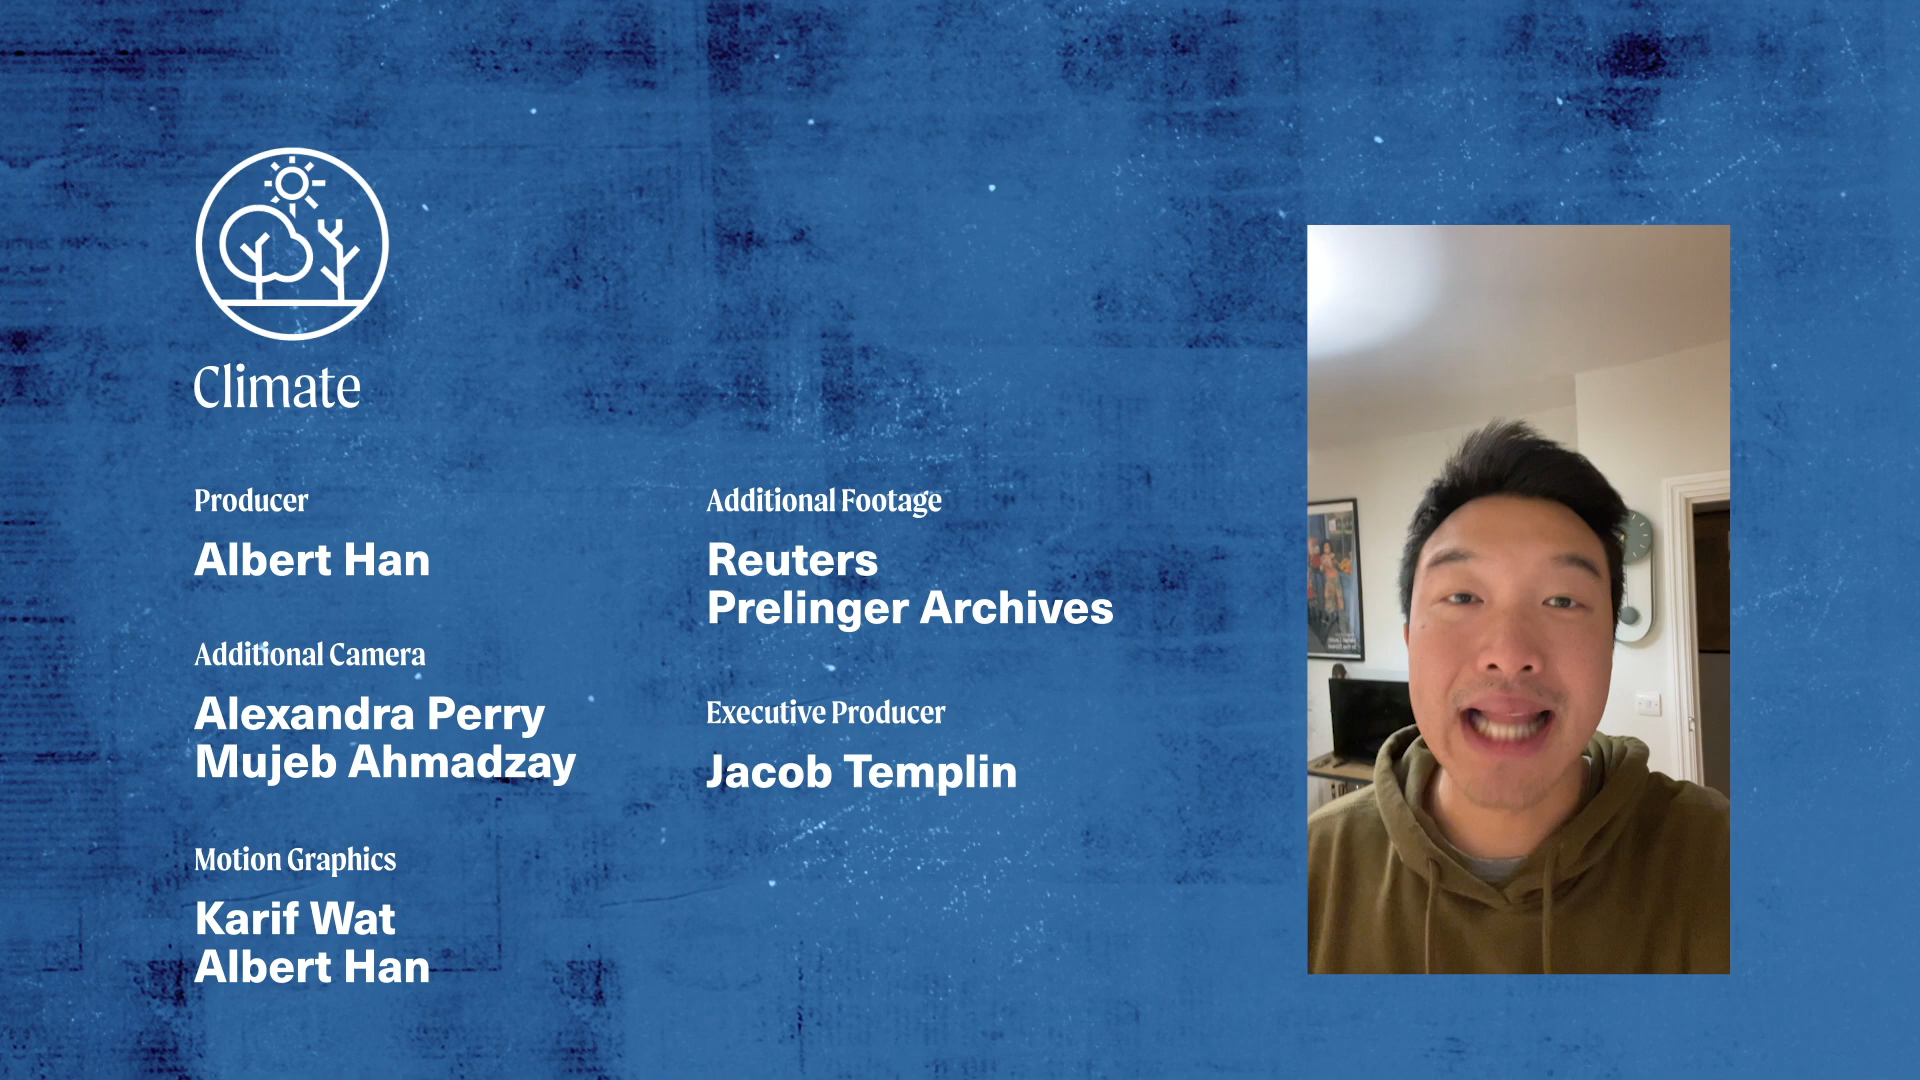 Climate
Producer
Albert Han
Additional Camera
Alexandra Perry
Mujeb Ahmadzay
Motion Graphics
Karif Wat
Albert Han
Additional Footage
Reuters
Prelinger Archives
Executive Producer
Jacob Templin